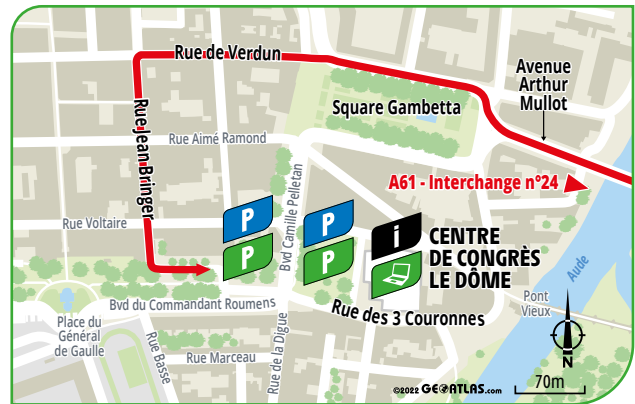 Rue de Verdun
Avenue
Arthur
Mullot
Square Gambetta
Rue Jean Bringer
Rue Aimé Ramond
A61 - Interchange n°24
Bvd Camille Pelletan
Rue Voltaire
P
P
P
P
i
CENTRE
DE CONGRÈS
LE DÔME
Aude
Bvd du Commandant Roumens
Rue des 3 Couronnes
Pont
Vieux
Place du
Général
de Gaulle
Rue Basse
Rue Marceau
Rue de la Digue
N
©2022 GEOATLAS.com
70m